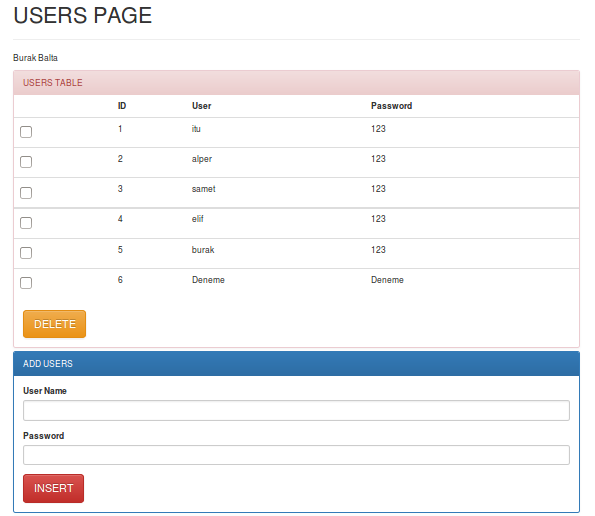 USERS PAGE
Burak Balta
USERS TABLE
ID User Password
1 itu 123
2 alper 123
3 samet 123
4 elif 123
5 burak 123
6 Deneme Deneme
DELETE
ADD USERS
User Name
Password
INSERT